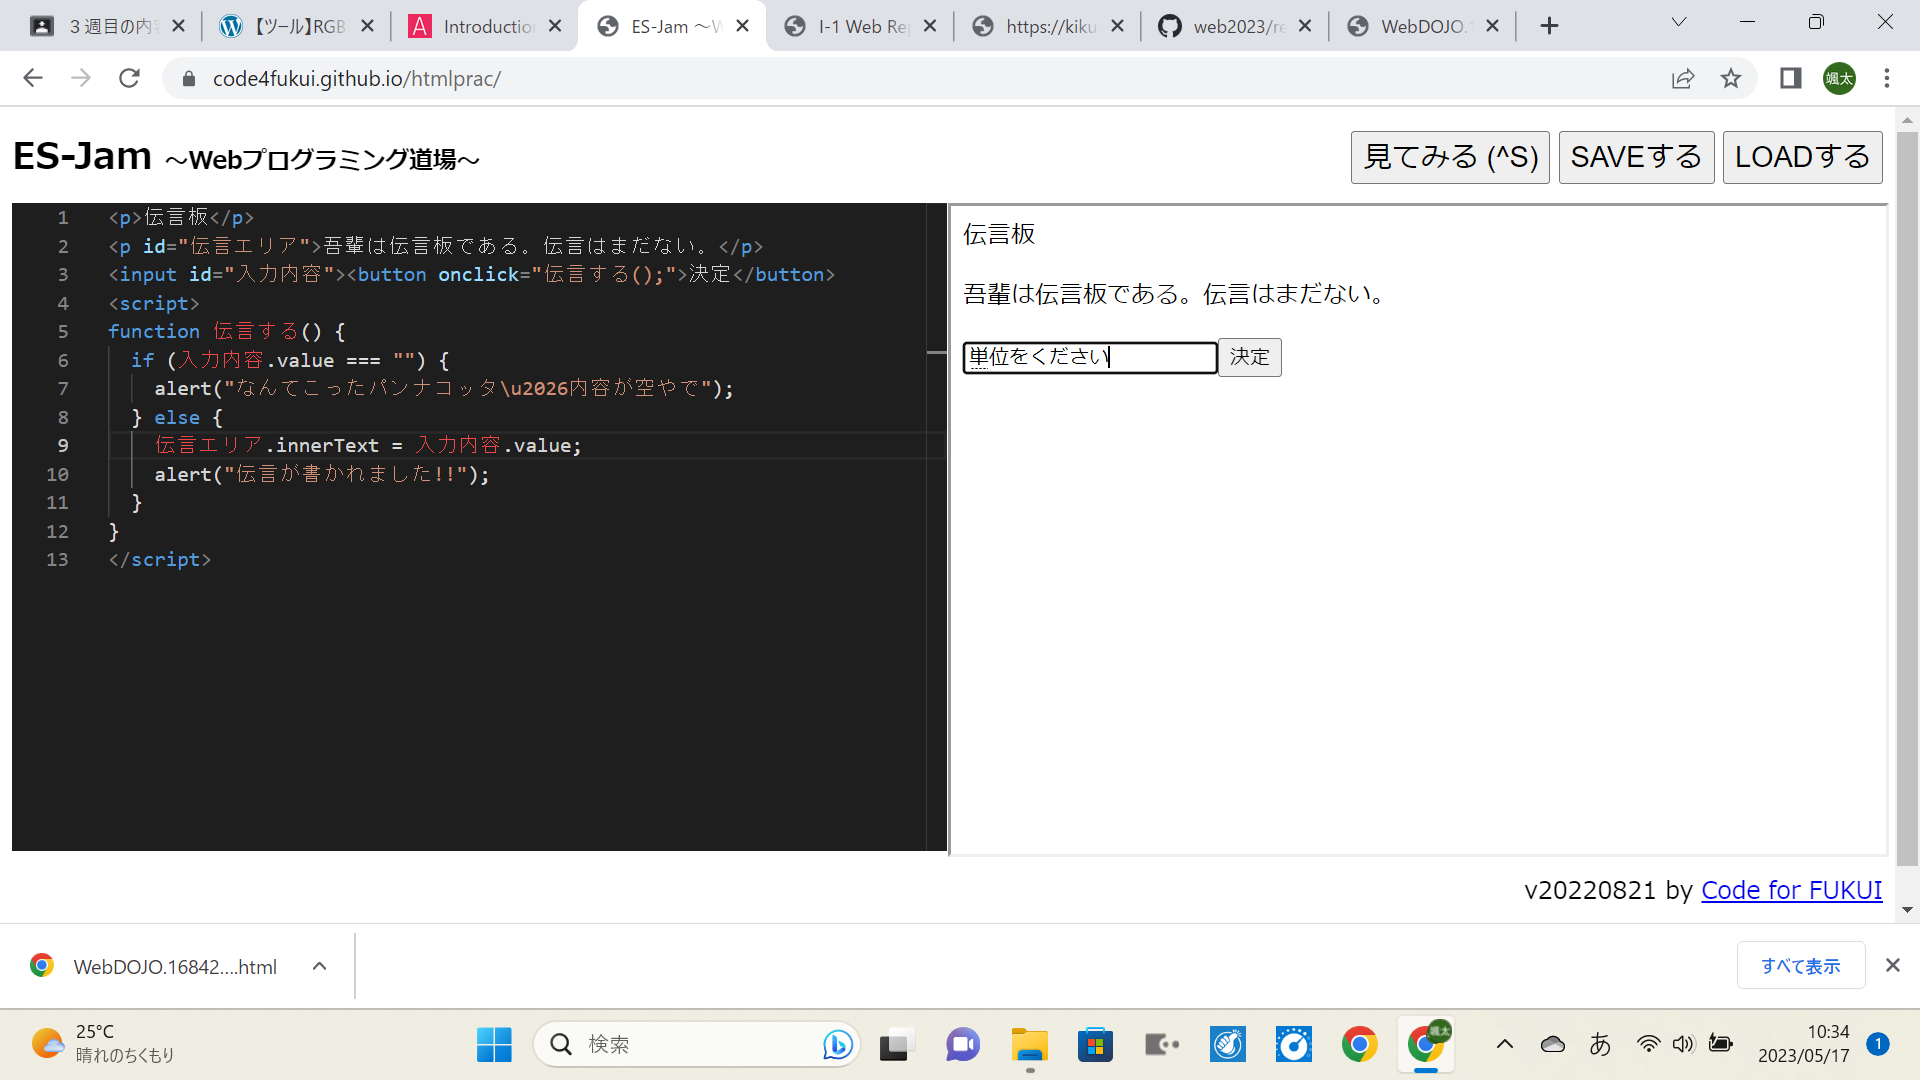 ３週目の内容
【ツール】RGB
Introduction
ES-Jam 〜W
I-1 Web Rep
https://kiku
web2023/re
WebDOJO.1
code4fukui.github.io/htmlprac/
颯太
ES-Jam 〜Webプログラミング道場〜
見てみる (^S)
SAVEする
LOADする
1 <p>伝言板</p>
2 <p id="伝言エリア">吾輩は伝言板である。伝言はまだない。</p>
3 <input id="入力内容"><button onclick="伝言する();">決定</button>
4 <script>
5 function 伝言する() {
6 if (入力内容.value === "") {
7 alert("なんてこったパンナコッタ\u2026内容が空やで");
8 } else {
9 伝言エリア.innerText = 入力内容.value;
10 alert("伝言が書かれました!!");
11 }
12 }
13 </script>
伝言板
吾輩は伝言板である。伝言はまだない。
単位をください
決定
v20220821 by Code for FUKUI
WebDOJO.16842....html
すべて表示
25°C
晴れのちくもり
検索
颯太
あ
10:34
2023/05/17
1